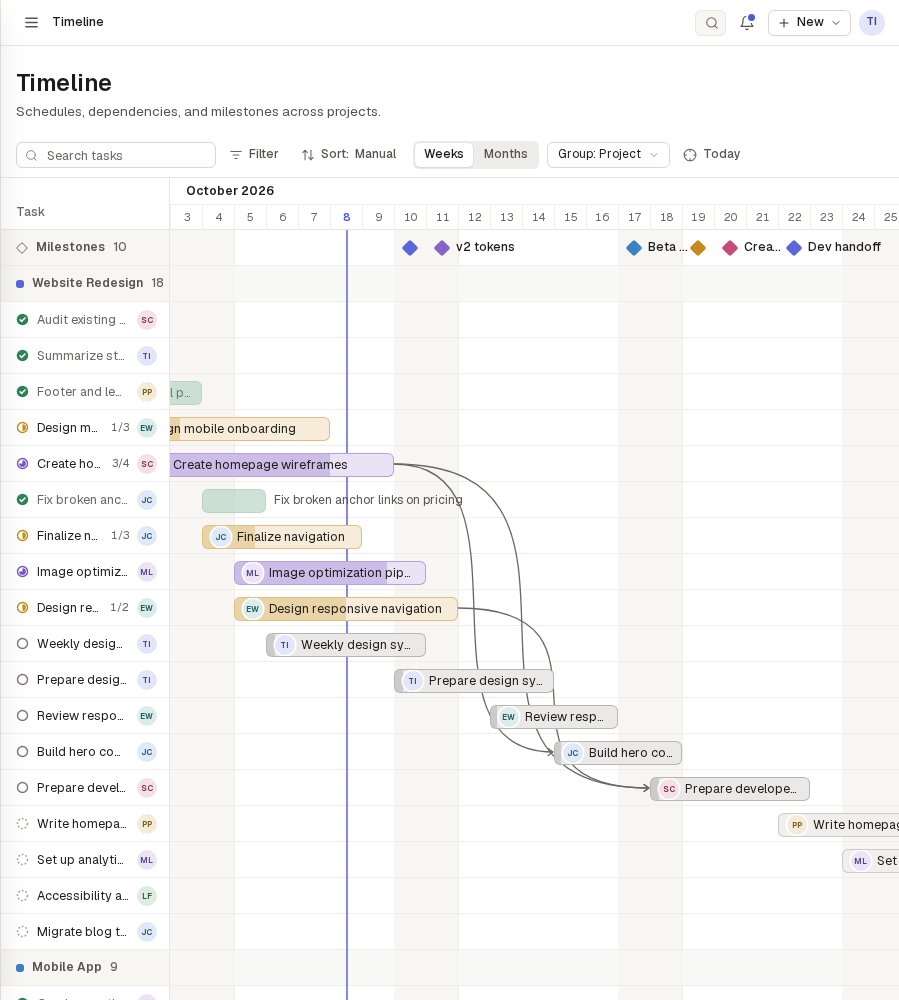 Timeline
New
TI
Timeline
Schedules, dependencies, and milestones across projects.
Search tasks
Filter
Sort: Manual
Weeks
Months
Group: Project
Today
October 2026
Task
3 4 5 6 7 8 9 10 11 12 13 14 15 16 17 18 19 20 21 22 23 24 25
Milestones 10
v2 tokens
Beta ...
Crea...
Dev handoff
Website Redesign 18
Audit existing ... SC
Summarize st... TI
Footer and le... PP
l p...
Design m... 1/3 EW
gn mobile onboarding
Create ho... 3/4 SC
Create homepage wireframes
Fix broken anc... JC
Fix broken anchor links on pricing
Finalize n... 1/3 JC
JC Finalize navigation
Image optimiz... ML
ML Image optimization pip...
Design re... 1/2 EW
EW Design responsive navigation
Weekly desig... TI
TI Weekly design sy...
Prepare desig... TI
TI Prepare design sy...
Review respo... EW
EW Review resp...
Build hero co... JC
JC Build hero co...
Prepare devel... SC
SC Prepare develope...
Write homepa... PP
PP Write homepag
Set up analyti... ML
ML Set
Accessibility a... LF
Migrate blog t... JC
Mobile App 9